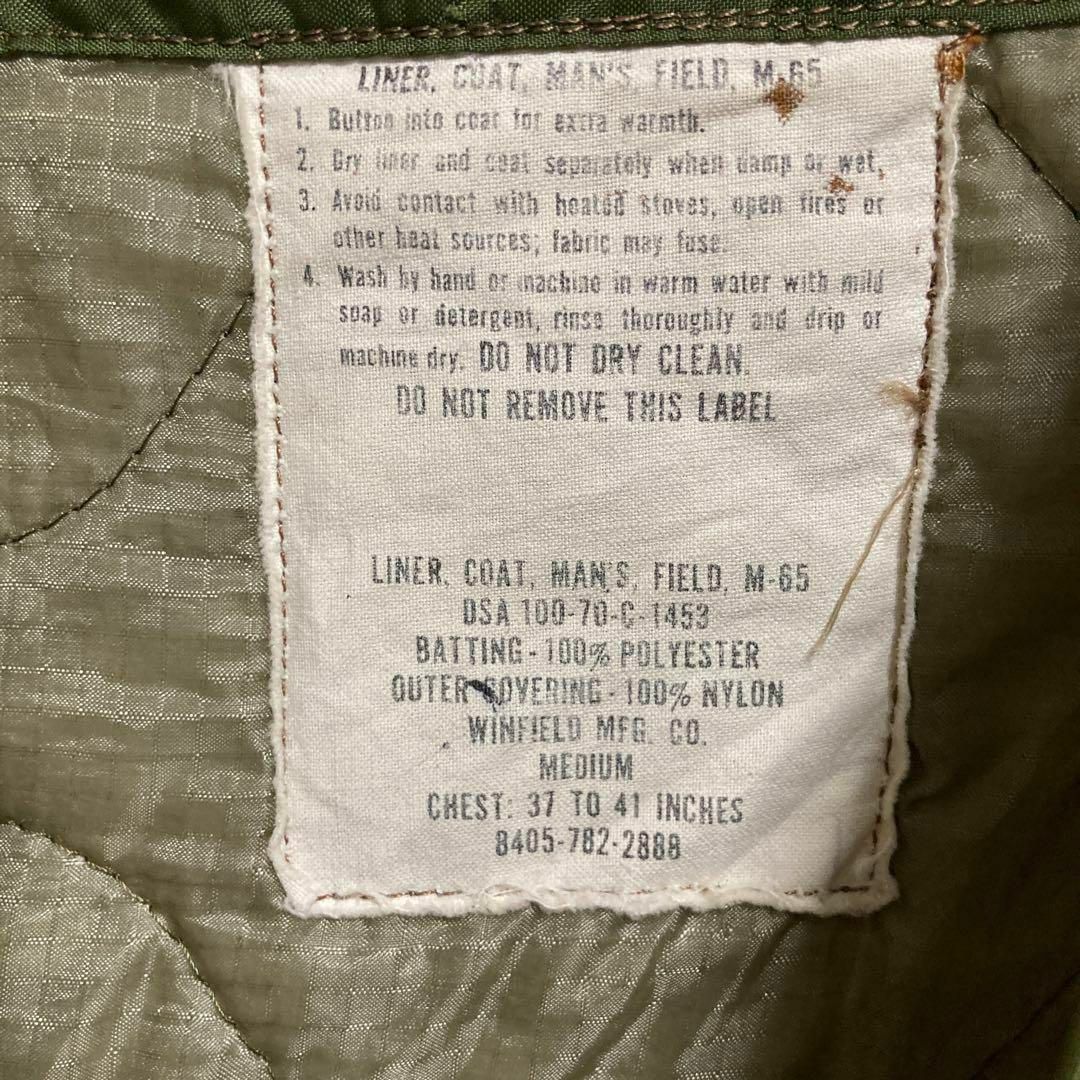 LINER, COAT, MAN'S, FIELD, M-65
1. Button into coat for extra warmth.
2. Dry liner and coat separately when damp or wet.
3. Avoid contact with heated stoves, open fires or
other heat sources; fabric may fuse.
4. Wash by hand or machine in warm water with mild
soap or detergent, rinse thoroughly and drip or
machine dry. DO NOT DRY CLEAN.
DO NOT REMOVE THIS LABEL
LINER, COAT, MAN'S, FIELD, M-65
DSA 100-70-C-1453
BATTING - 100% POLYESTER
OUTER COVERING - 100% NYLON
WINFIELD MFG. CO.
MEDIUM
CHEST: 37 TO 41 INCHES
8405-782-2888